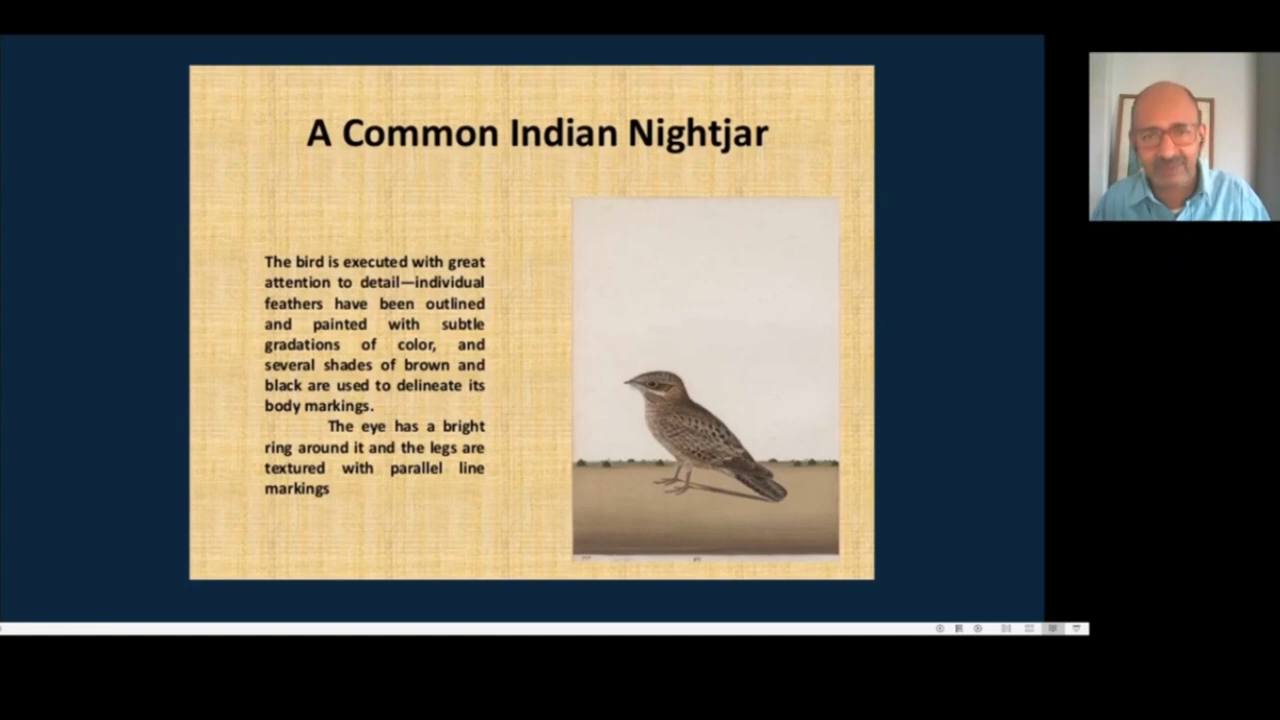 A Common Indian Nightjar
The bird is executed with great
attention to detail—individual
feathers have been outlined
and painted with subtle
gradations of color, and
several shades of brown and
black are used to delineate its
body markings.
The eye has a bright
ring around it and the legs are
textured with parallel line
markings